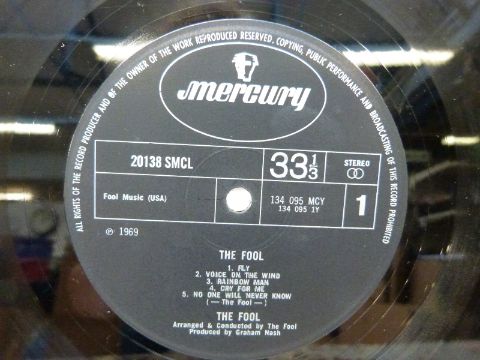 ALL RIGHTS OF THE RECORD PRODUCER AND OF THE OWNER OF THE WORK REPRODUCED RESERVED. COPYING, PUBLIC PERFORMANCE AND BROADCASTING OF THIS RECORD PROHIBITED
mercury
20138 SMCL
33 1/3
STEREO
Fool Music (USA)
134 095 MCY
134 095 1Y
1
℗ 1969
THE FOOL
1. FLY
2. VOICE ON THE WIND
3. RAINBOW MAN
4. CRY FOR ME
5. NO ONE WILL NEVER KNOW
(— The Fool —)
THE FOOL
Arranged & Conducted by The Fool
Produced by Graham Nash